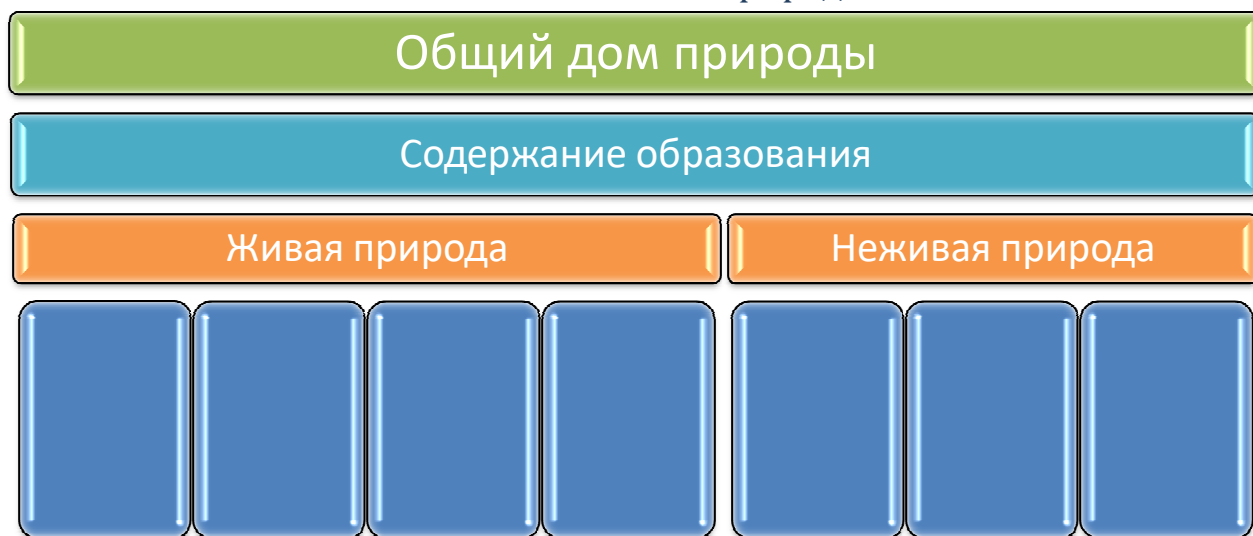 Общий дом природы
Содержание образования
Живая природа
Неживая природа